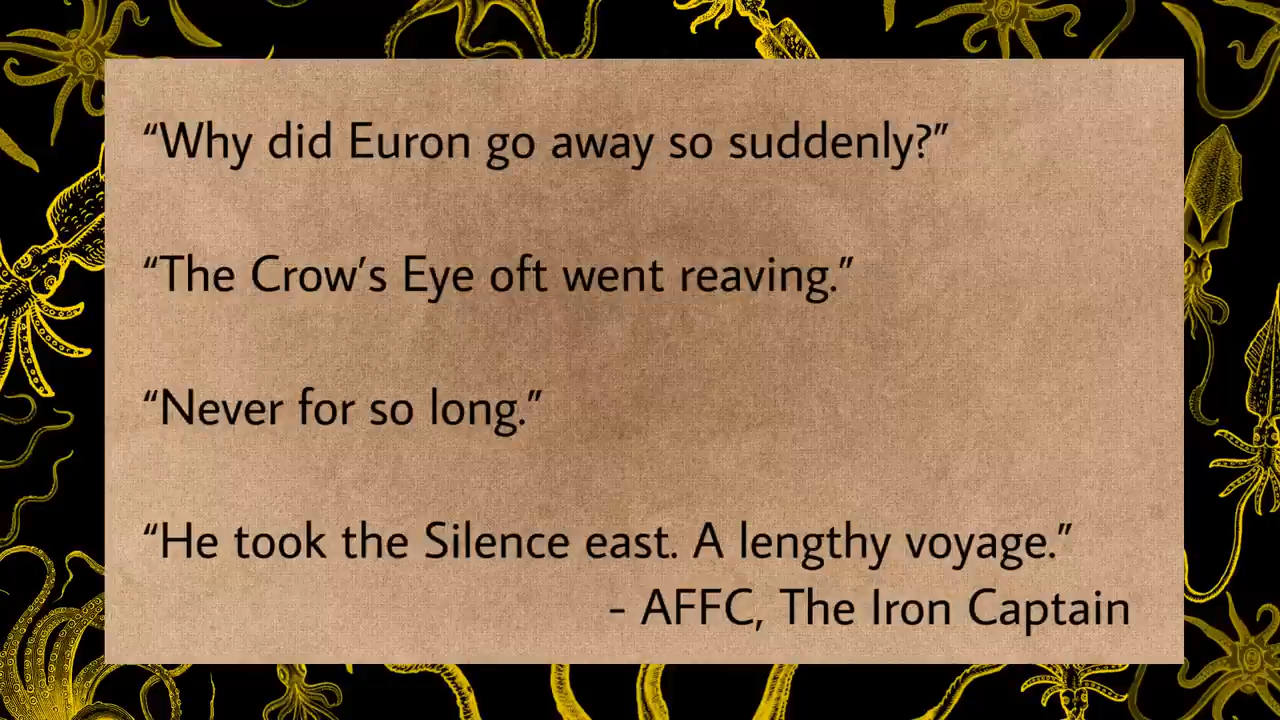 “Why did Euron go away so suddenly?”
“The Crow’s Eye oft went reaving.”
“Never for so long.”
“He took the Silence east. A lengthy voyage.”
- AFFC, The Iron Captain